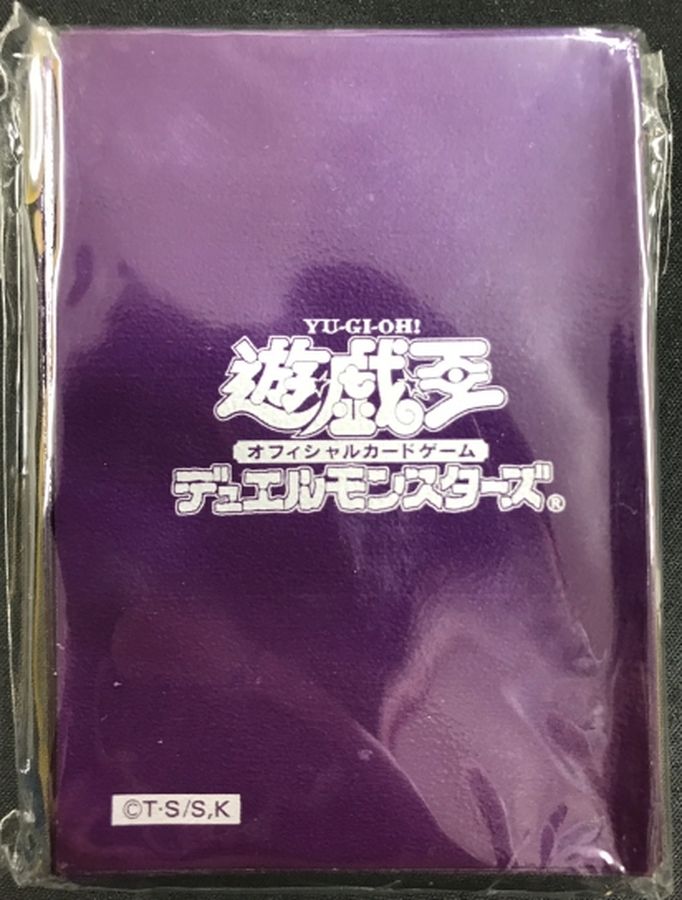 YU-GI-OH!
遊戯王
オフィシャルカードゲーム
デュエルモンスターズ®
©T·S/S,K